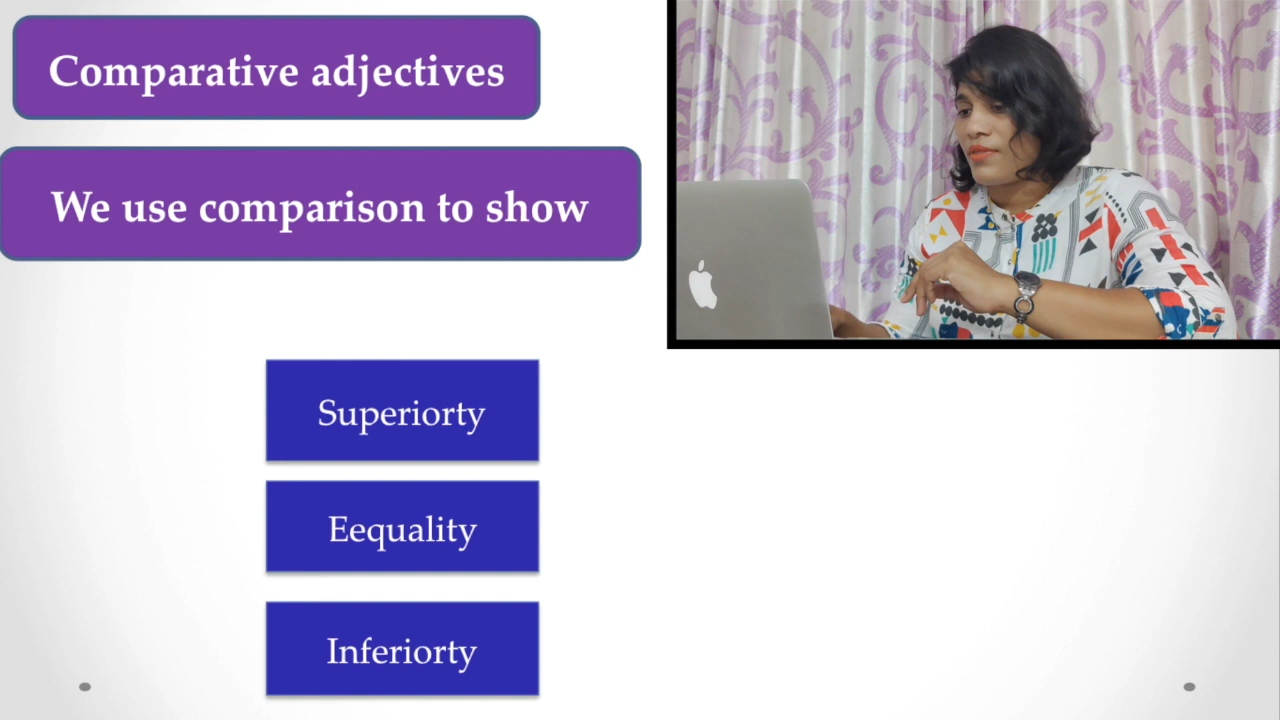 Comparative adjectives
We use comparison to show
Superiorty
Eequality
Inferiorty